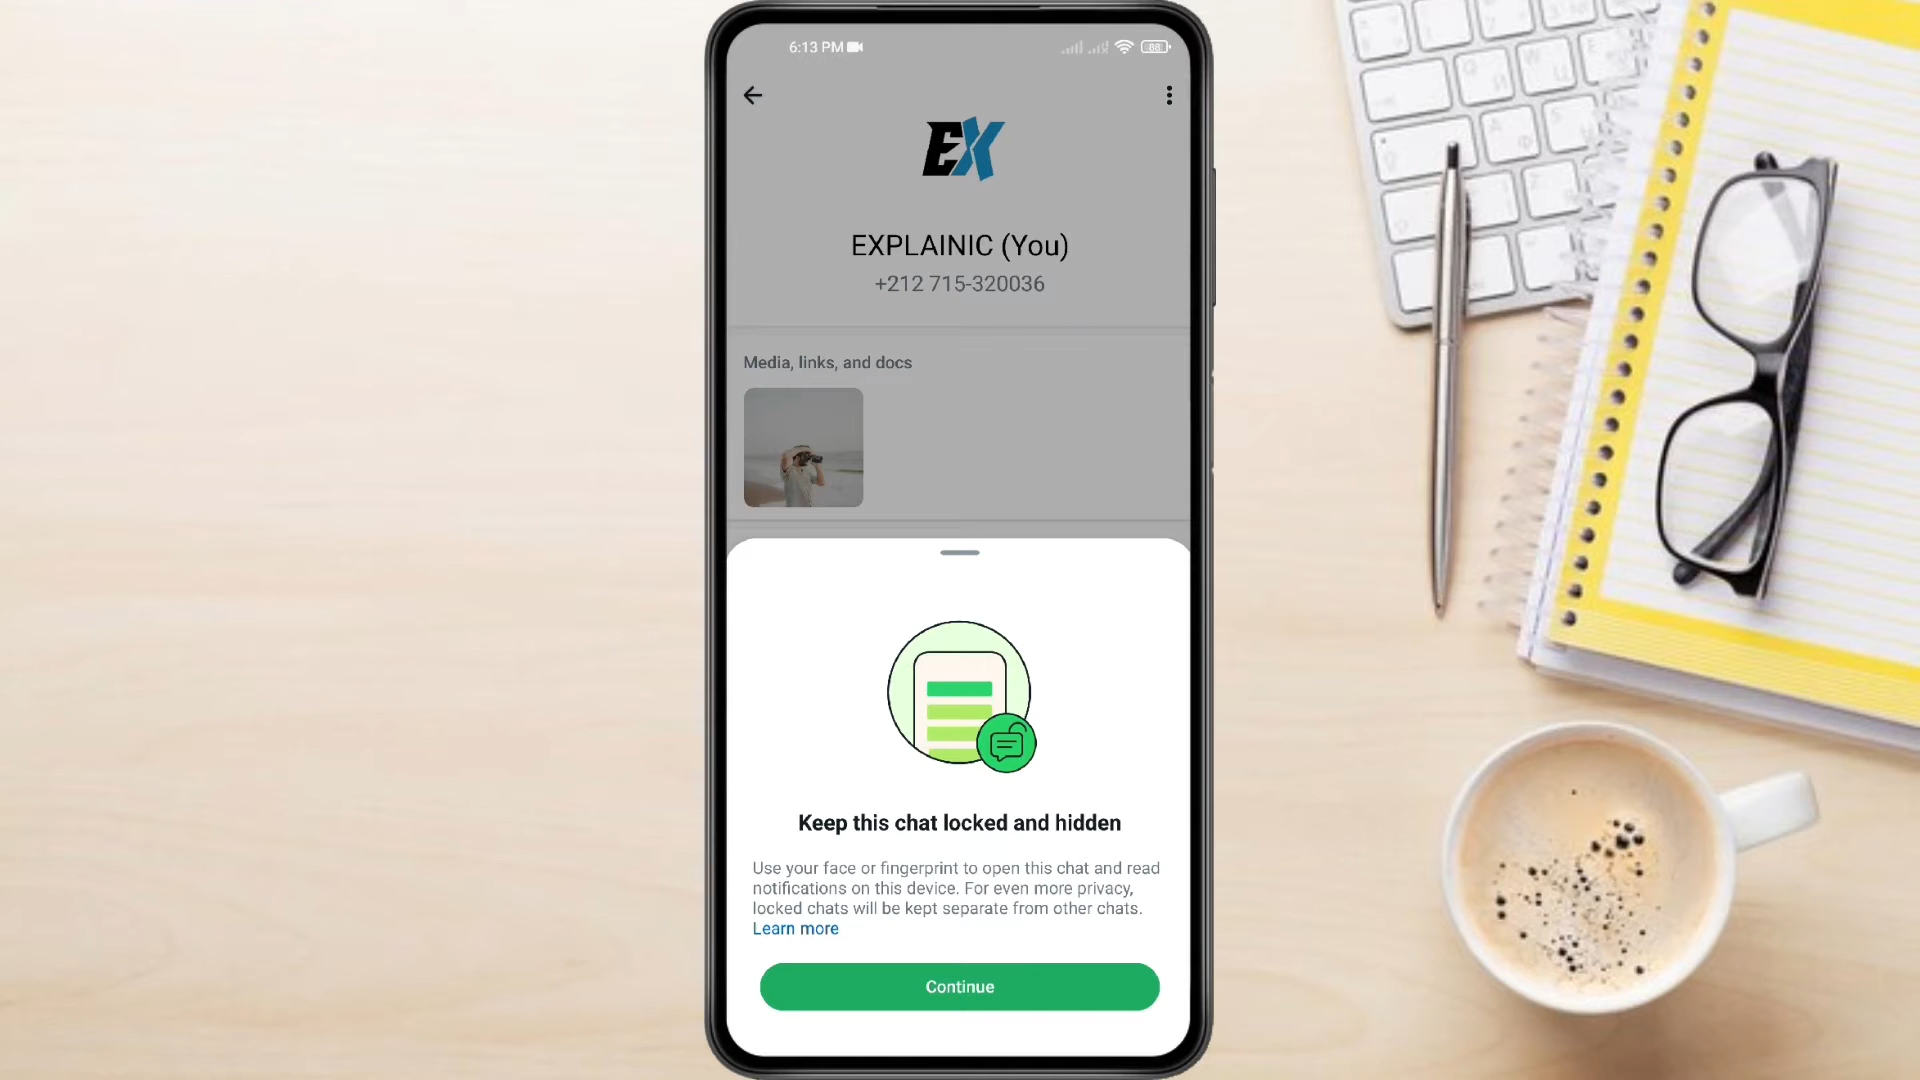 6:13 PM
88
EX
EXPLAINIC (You)
+212 715-320036
Media, links, and docs
Keep this chat locked and hidden
Use your face or fingerprint to open this chat and read
notifications on this device. For even more privacy,
locked chats will be kept separate from other chats.
Learn more
Continue